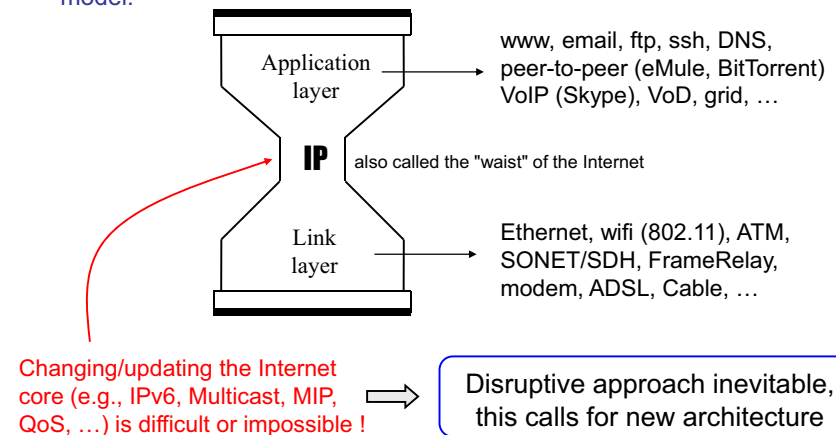 model.
Application
layer
www, email, ftp, ssh, DNS,
peer-to-peer (eMule, BitTorrent)
VoIP (Skype), VoD, grid, …
IP
also called the "waist" of the Internet
Link
layer
Ethernet, wifi (802.11), ATM,
SONET/SDH, FrameRelay,
modem, ADSL, Cable, …
Changing/updating the Internet
core (e.g., IPv6, Multicast, MIP,
QoS, …) is difficult or impossible !
Disruptive approach inevitable,
this calls for new architecture